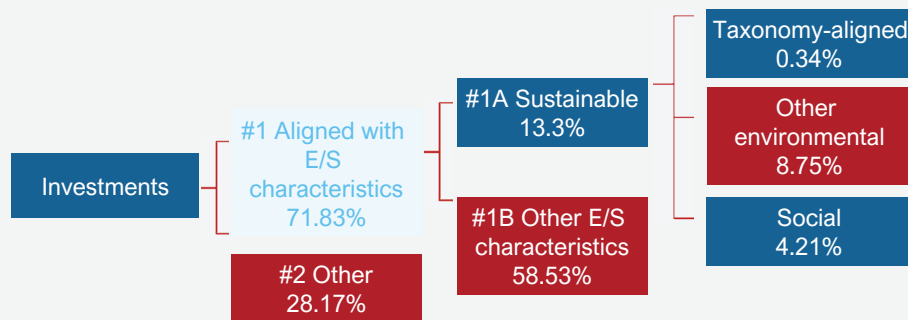 Investments
#1 Aligned with
E/S
characteristics
71.83%
#2 Other
28.17%
#1A Sustainable
13.3%
#1B Other E/S
characteristics
58.53%
Taxonomy-aligned
0.34%
Other
environmental
8.75%
Social
4.21%